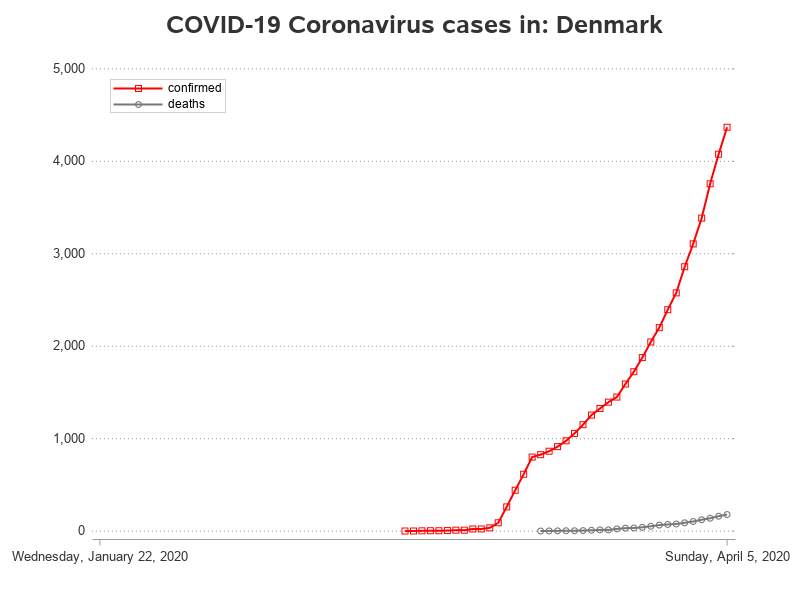 COVID-19 Coronavirus cases in: Denmark
5,000
confirmed
deaths
4,000
3,000
2,000
1,000
0
Wednesday, January 22, 2020
Sunday, April 5, 2020